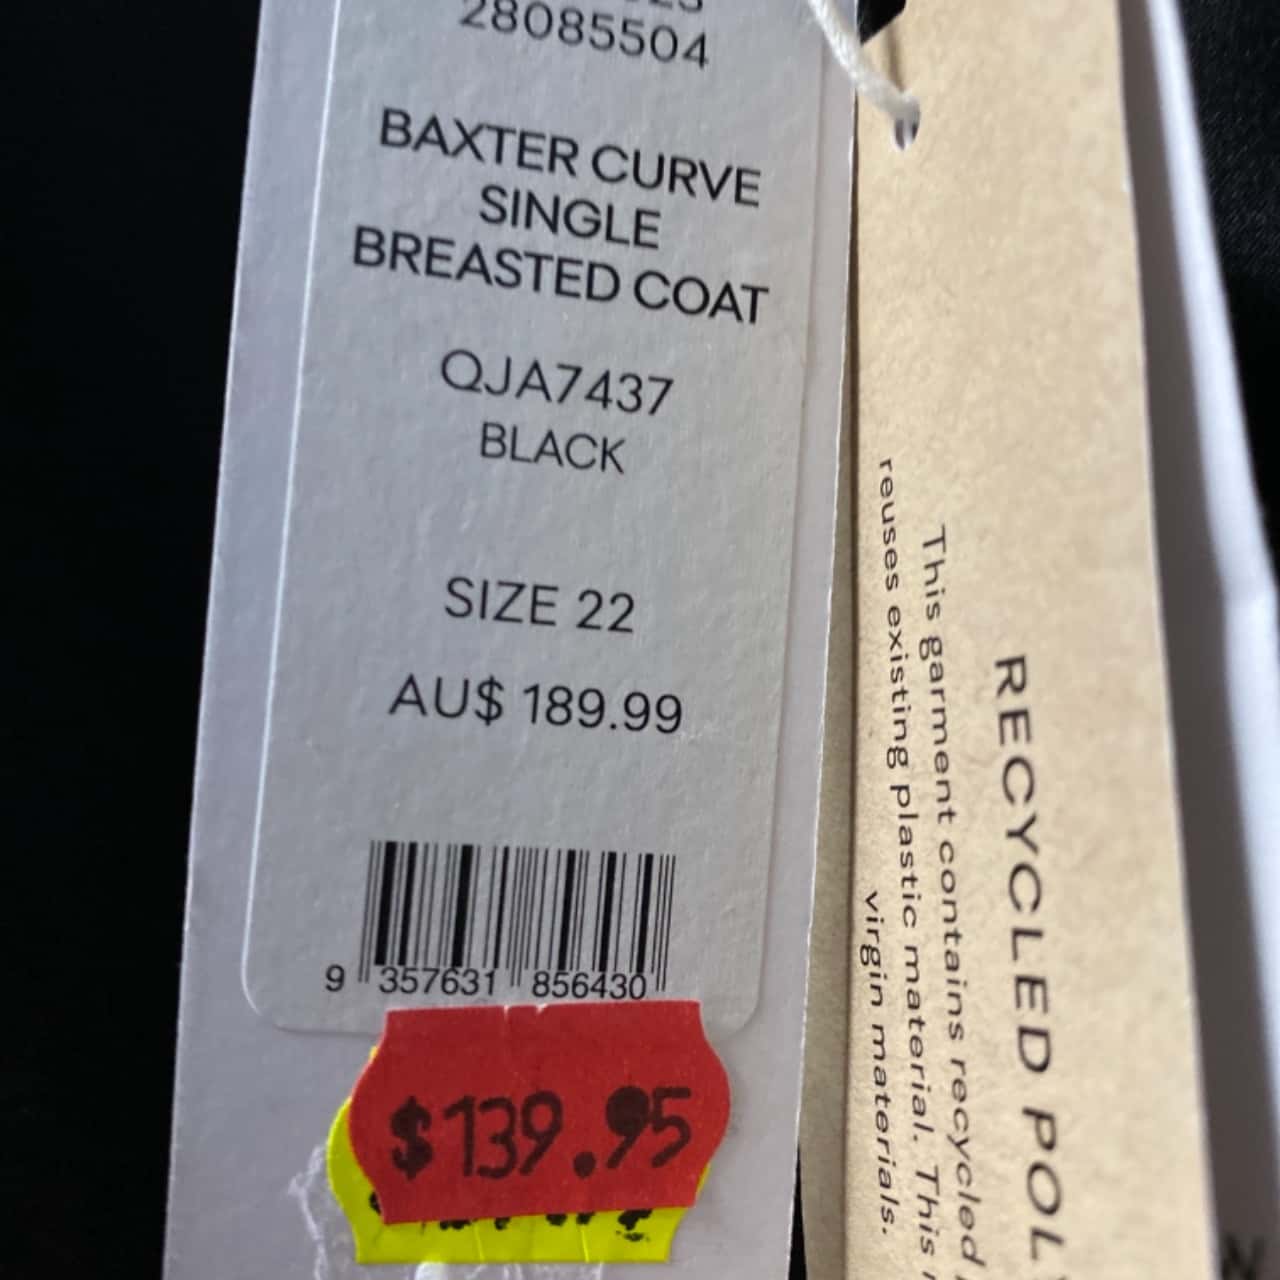 28085504
BAXTER CURVE
SINGLE
BREASTED COAT
QJA7437
BLACK
SIZE 22
AU$ 189.99
9 357631 856430
$139.95
RECYCLED
This garment contains recycled
reuses existing plastic material. This
virgin materials.